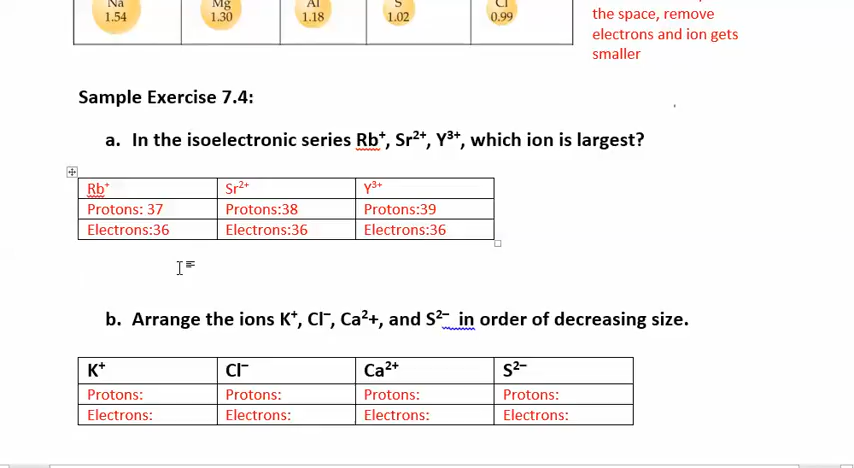 Na Mg Al S Cl
1.54 1.30 1.18 1.02 0.99
the space, remove
electrons and ion gets
smaller
Sample Exercise 7.4:
a. In the isoelectronic series Rb⁺, Sr²⁺, Y³⁺, which ion is largest?
Rb⁺ Sr²⁺ Y³⁺
Protons: 37 Protons:38 Protons:39
Electrons:36 Electrons:36 Electrons:36
b. Arrange the ions K⁺, Cl⁻, Ca²+, and S²⁻ in order of decreasing size.
K⁺ Cl⁻ Ca²⁺ S²⁻
Protons: Protons: Protons: Protons:
Electrons: Electrons: Electrons: Electrons: